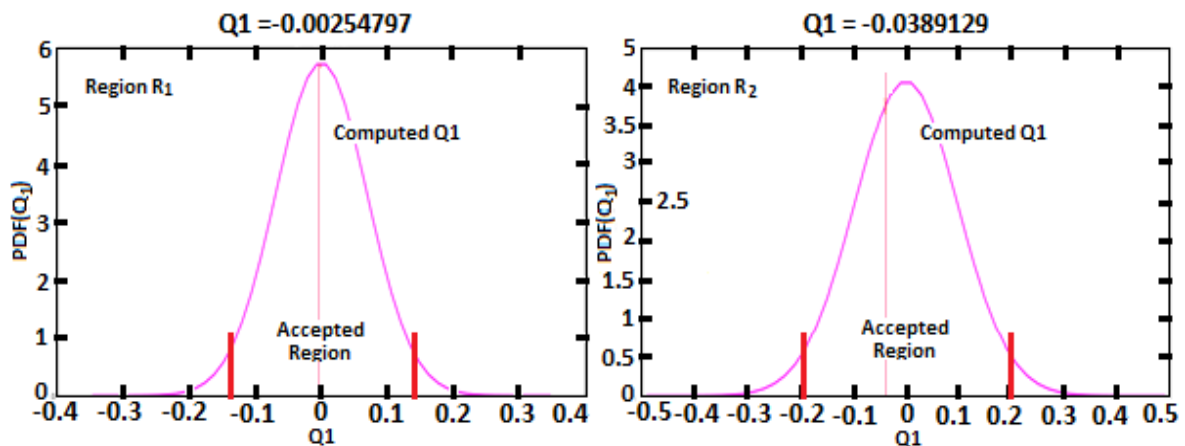 Q1 =-0.00254797
6
5
4
3
2
1
0
PDF(Q1)
Region R1
Computed Q1
Accepted
Region
-0.4 -0.3 -0.2 -0.1 0 0.1 0.2 0.3 0.4
Q1
Q1 = -0.0389129
5
4
3.5
3
2.5
2
1.5
1
0.5
0
PDF(Q1)
Region R2
Computed Q1
Accepted
Region
-0.5 -0.4 -0.3 -0.2 -0.1 0 0.1 0.2 0.3 0.4 0.5
Q1